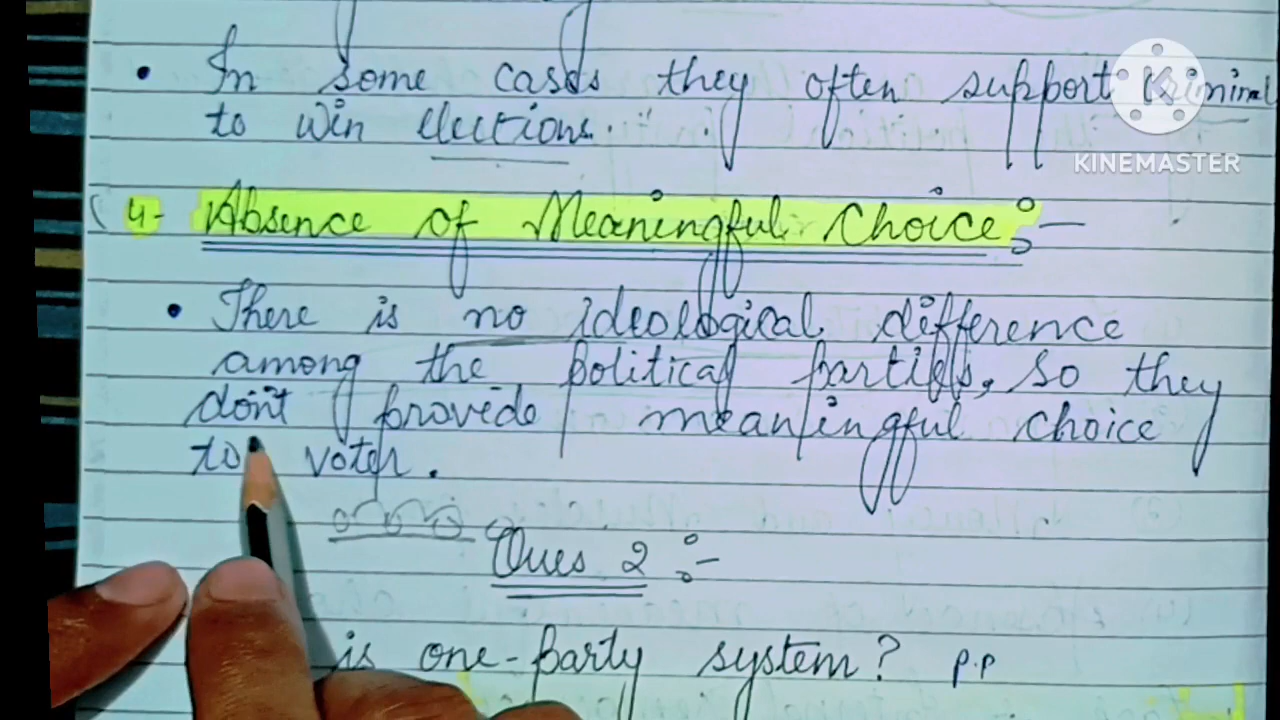 • In some cases they often support Kriminal
to win elections.
KINEMASTER
4- Absence of Meaningful Choice :-
• There is no ideological difference
among the political parties, so they
don't provide meaningful choice
to voter.
Ques 2 :-
is one-party system? P.P